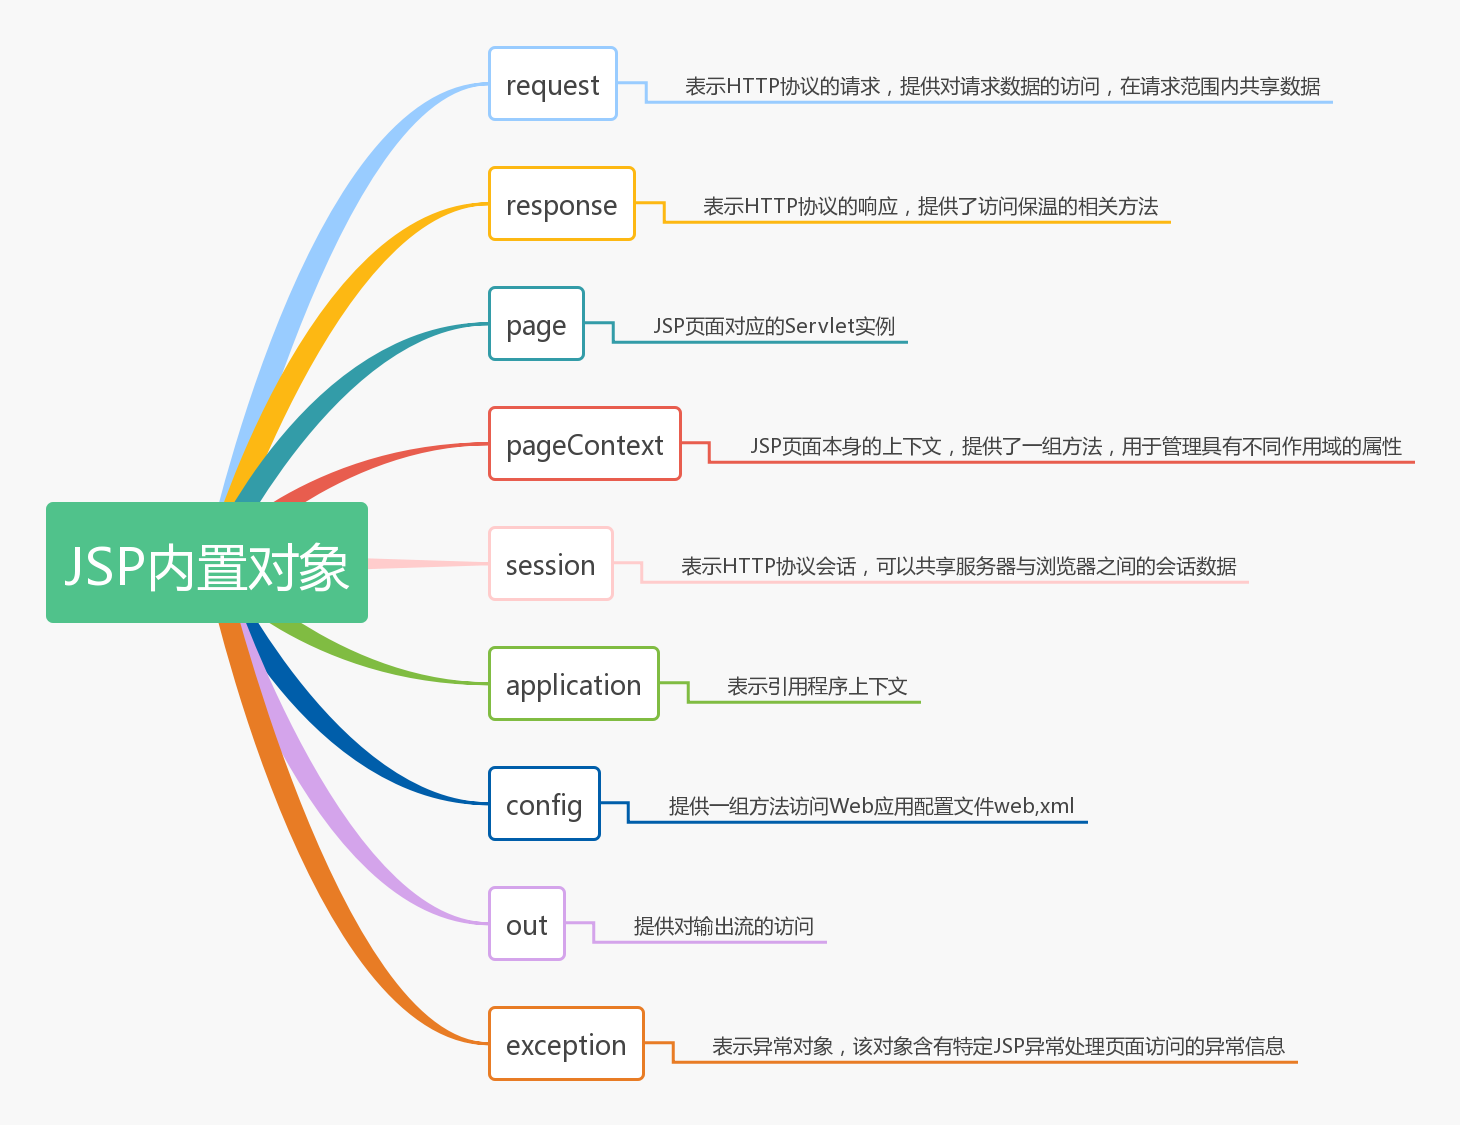 JSP内置对象
request
表示HTTP协议的请求，提供对请求数据的访问，在请求范围内共享数据
response
表示HTTP协议的响应，提供了访问保温的相关方法
page
JSP页面对应的Servlet实例
pageContext
JSP页面本身的上下文，提供了一组方法，用于管理具有不同作用域的属性
session
表示HTTP协议会话，可以共享服务器与浏览器之间的会话数据
application
表示引用程序上下文
config
提供一组方法访问Web应用配置文件web,xml
out
提供对输出流的访问
exception
表示异常对象，该对象含有特定JSP异常处理页面访问的异常信息